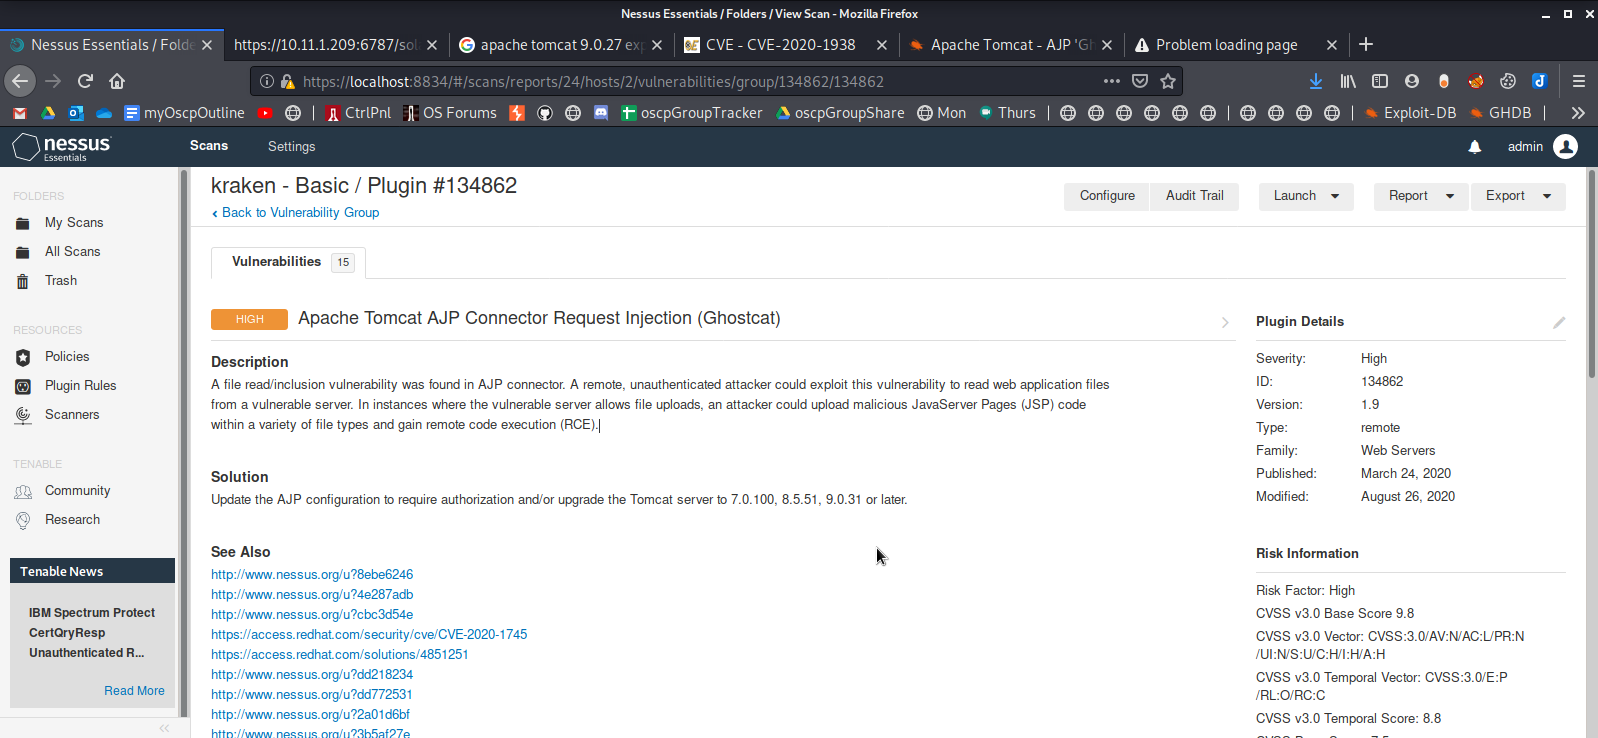 Nessus Essentials / Folders / View Scan - Mozilla Firefox
Nessus Essentials / Folde
https://10.11.1.209:6787/sol
apache tomcat 9.0.27 exp
CVE - CVE-2020-1938
Apache Tomcat - AJP 'Gh
Problem loading page
https://localhost:8834/#/scans/reports/24/hosts/2/vulnerabilities/group/134862/134862
myOscpOutline
CtrlPnl
OS Forums
oscpGroupTracker
oscpGroupShare
Mon
Thurs
Exploit-DB
GHDB
nessus
Essentials
Scans
Settings
admin
FOLDERS
My Scans
All Scans
Trash
RESOURCES
Policies
Plugin Rules
Scanners
TENABLE
Community
Research
Tenable News
IBM Spectrum Protect
CertQryResp
Unauthenticated R...
Read More
kraken - Basic / Plugin #134862
Back to Vulnerability Group
Configure
Audit Trail
Launch
Report
Export
Vulnerabilities 15
HIGH
Apache Tomcat AJP Connector Request Injection (Ghostcat)
Description
A file read/inclusion vulnerability was found in AJP connector. A remote, unauthenticated attacker could exploit this vulnerability to read web application files
from a vulnerable server. In instances where the vulnerable server allows file uploads, an attacker could upload malicious JavaServer Pages (JSP) code
within a variety of file types and gain remote code execution (RCE).
Solution
Update the AJP configuration to require authorization and/or upgrade the Tomcat server to 7.0.100, 8.5.51, 9.0.31 or later.
See Also
http://www.nessus.org/u?8ebe6246
http://www.nessus.org/u?4e287adb
http://www.nessus.org/u?cbc3d54e
https://access.redhat.com/security/cve/CVE-2020-1745
https://access.redhat.com/solutions/4851251
http://www.nessus.org/u?dd218234
http://www.nessus.org/u?dd772531
http://www.nessus.org/u?2a01d6bf
http://www.nessus.org/u?3b5af27e
Plugin Details
Severity: High
ID: 134862
Version: 1.9
Type: remote
Family: Web Servers
Published: March 24, 2020
Modified: August 26, 2020
Risk Information
Risk Factor: High
CVSS v3.0 Base Score 9.8
CVSS v3.0 Vector: CVSS:3.0/AV:N/AC:L/PR:N
/UI:N/S:U/C:H/I:H/A:H
CVSS v3.0 Temporal Vector: CVSS:3.0/E:P
/RL:O/RC:C
CVSS v3.0 Temporal Score: 8.8